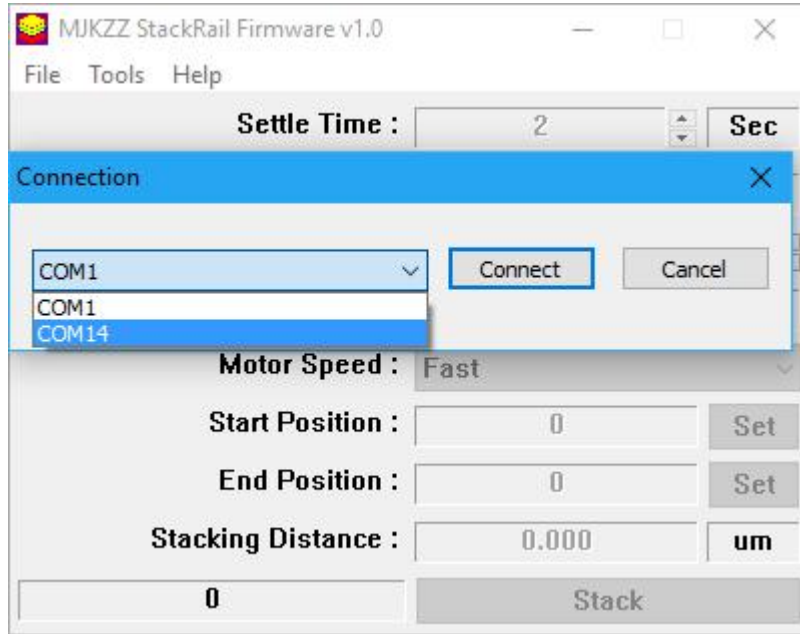 MJKZZ StackRail Firmware v1.0
File Tools Help
Settle Time : 2 Sec
Connection
COM1 Connect Cancel
COM1
COM14
Motor Speed : Fast
Start Position : 0 Set
End Position : 0 Set
Stacking Distance : 0.000 um
0 Stack